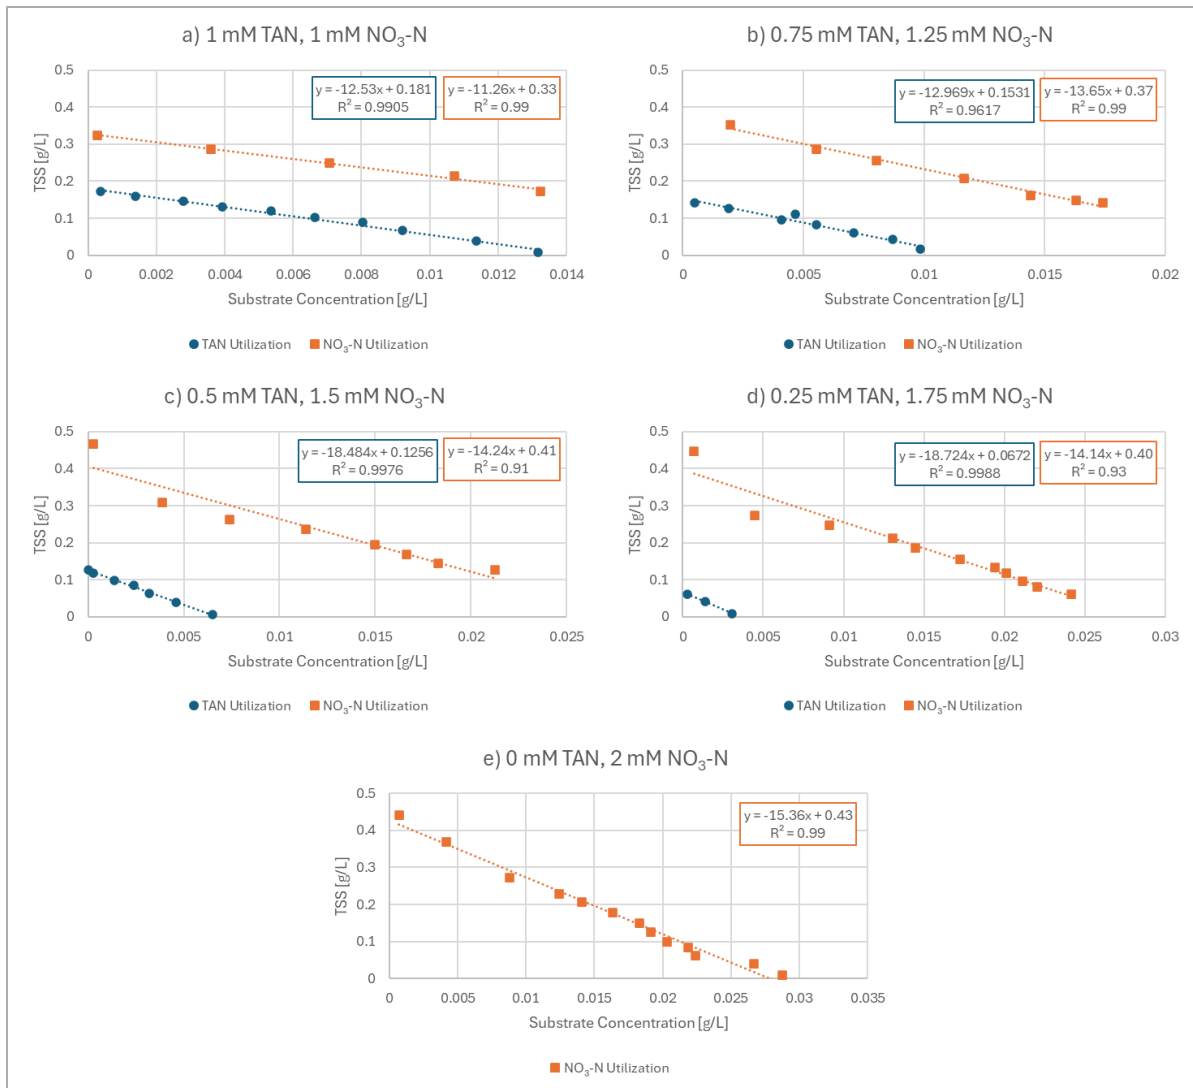 a) 1 mM TAN, 1 mM NO₃-N
y = -12.53x + 0.181
R² = 0.9905
y = -11.26x + 0.33
R² = 0.99
TSS [g/L]
0.5
0.4
0.3
0.2
0.1
0
0 0.002 0.004 0.006 0.008 0.01 0.012 0.014
Substrate Concentration [g/L]
TAN Utilization NO₃-N Utilization
b) 0.75 mM TAN, 1.25 mM NO₃-N
y = -12.969x + 0.1531
R² = 0.9617
y = -13.65x + 0.37
R² = 0.99
TSS [g/L]
0.5
0.4
0.3
0.2
0.1
0
0 0.005 0.01 0.015 0.02
Substrate Concentration [g/L]
TAN Utilization NO₃-N Utilization
c) 0.5 mM TAN, 1.5 mM NO₃-N
y = -18.484x + 0.1256
R² = 0.9976
y = -14.24x + 0.41
R² = 0.91
TSS [g/L]
0.5
0.4
0.3
0.2
0.1
0
0 0.005 0.01 0.015 0.02 0.025
Substrate Concentration [g/L]
TAN Utilization NO₃-N Utilization
d) 0.25 mM TAN, 1.75 mM NO₃-N
y = -18.724x + 0.0672
R² = 0.9988
y = -14.14x + 0.40
R² = 0.93
TSS [g/L]
0.5
0.4
0.3
0.2
0.1
0
0 0.005 0.01 0.015 0.02 0.025 0.03
Substrate Concentration [g/L]
TAN Utilization NO₃-N Utilization
e) 0 mM TAN, 2 mM NO₃-N
y = -15.36x + 0.43
R² = 0.99
TSS [g/L]
0.5
0.4
0.3
0.2
0.1
0
0 0.005 0.01 0.015 0.02 0.025 0.03 0.035
Substrate Concentration [g/L]
NO₃-N Utilization